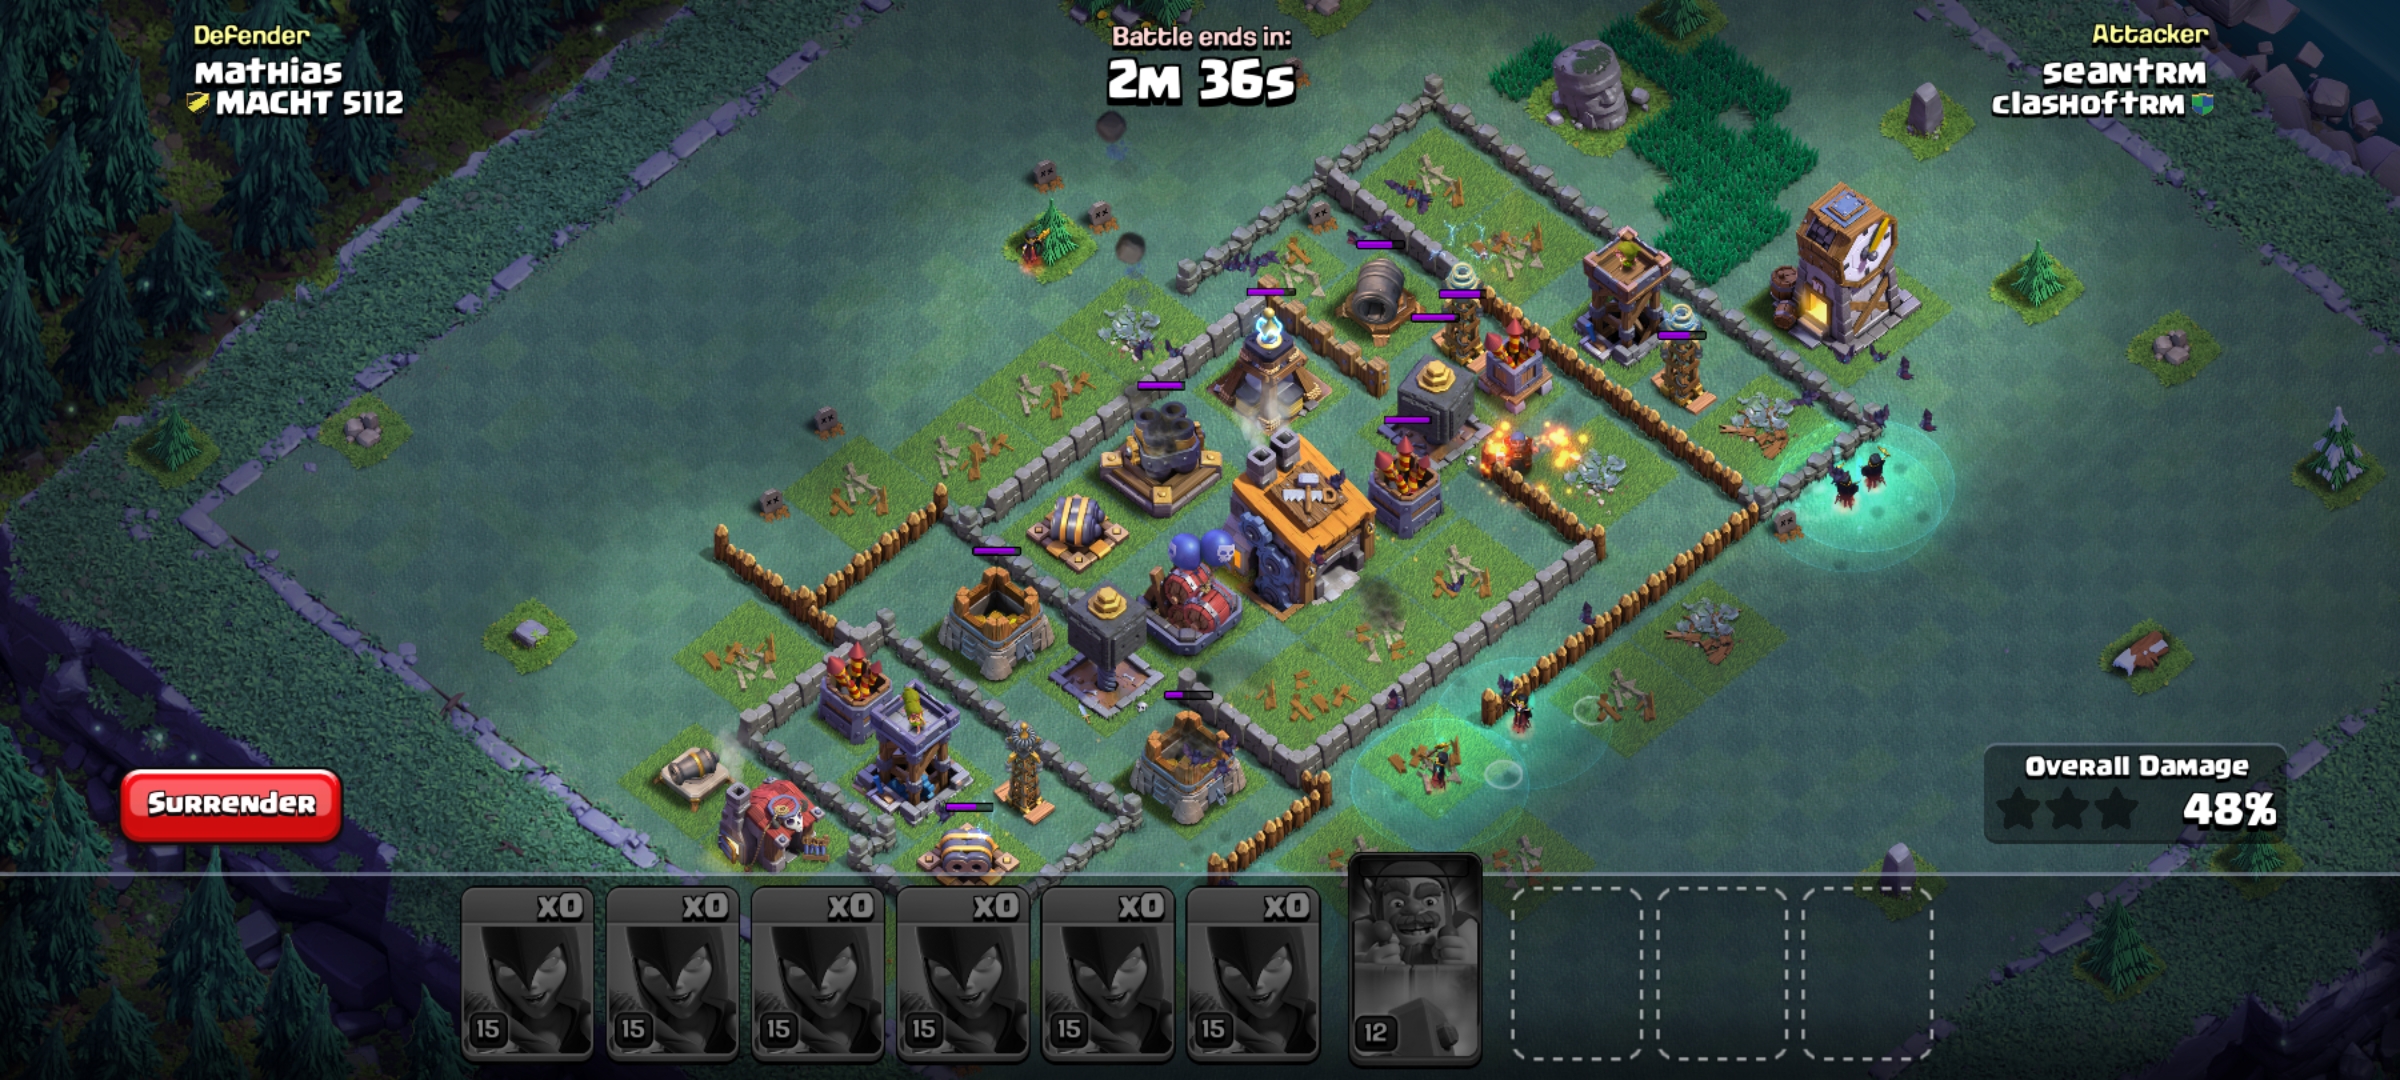 Defender
Mathias
MACHT 5112
Battle ends in:
2M 36s
Attacker
seantRM
clashoftRM
Surrender
Overall Damage
48%
x0
x0
x0
x0
x0
x0
15
15
15
15
15
15
12